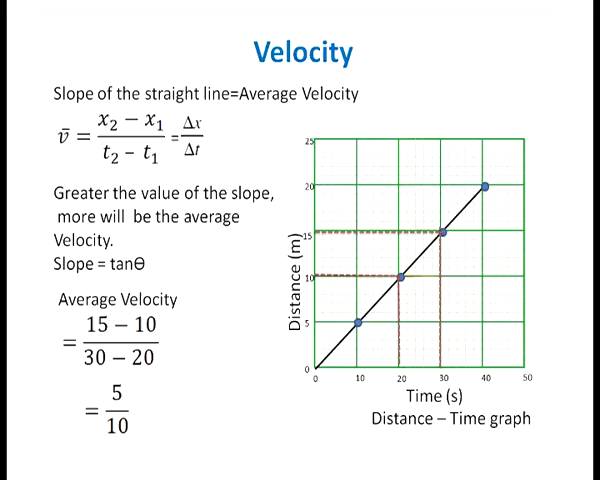 Velocity
Slope of the straight line=Average Velocity
v̄ = (x₂ − x₁)/(t₂ − t₁) = Δx/Δt
Greater the value of the slope,
more will be the average
Velocity.
Slope = tanΘ
Average Velocity
= (15 − 10)/(30 − 20)
= 5/10
Distance (m)
25
20
15
10
5
0
0 10 20 30 40 50
Time (s)
Distance – Time graph